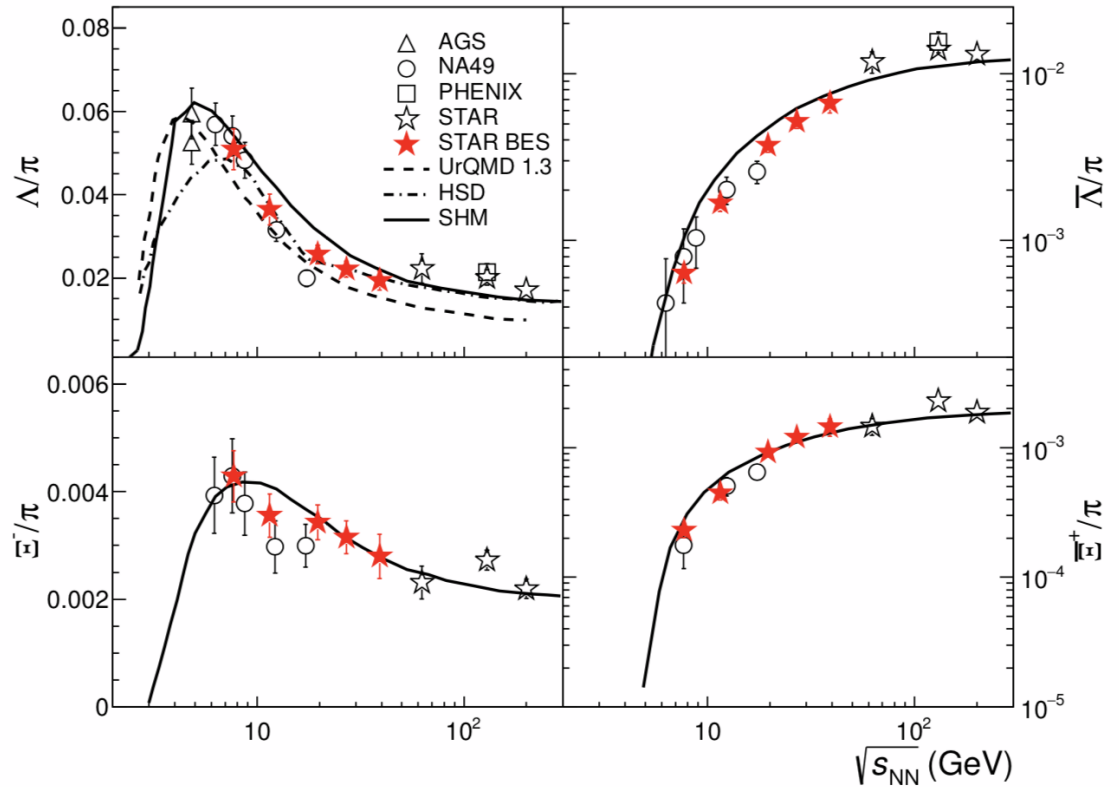 0.08
0.06
0.04
0.02
Λ/π
AGS
NA49
PHENIX
STAR
STAR BES
UrQMD 1.3
HSD
SHM
10⁻²
10⁻³
Λ̅/π
0.006
0.004
0.002
0
Ξ⁻/π
10⁻³
10⁻⁴
10⁻⁵
Ξ̅⁺/π
10
10²
10
10²
√sNN (GeV)